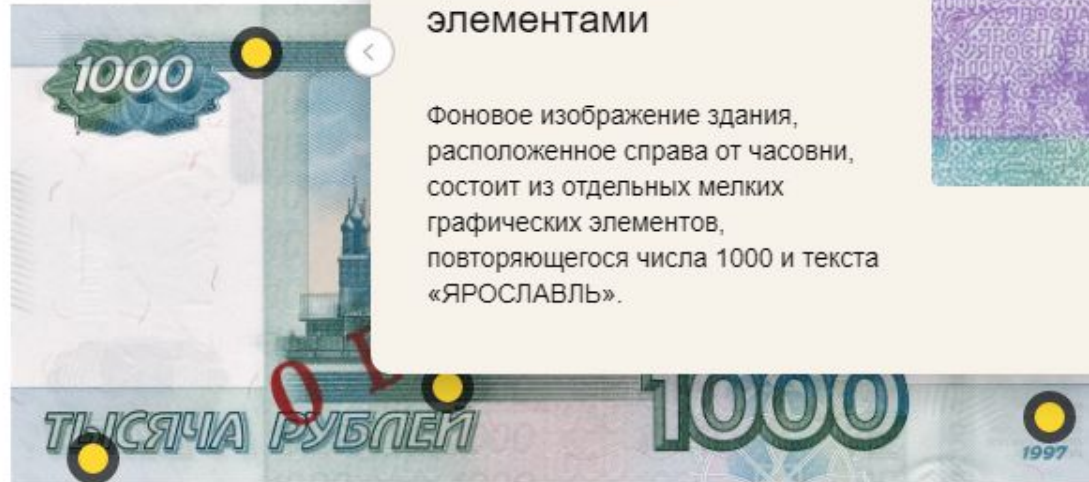 элементами
Фоновое изображение здания,
расположенное справа от часовни,
состоит из отдельных мелких
графических элементов,
повторяющегося числа 1000 и текста
«ЯРОСЛАВЛЬ».
1000
ТЫСЯЧА РУБЛЕЙ
1000
1997